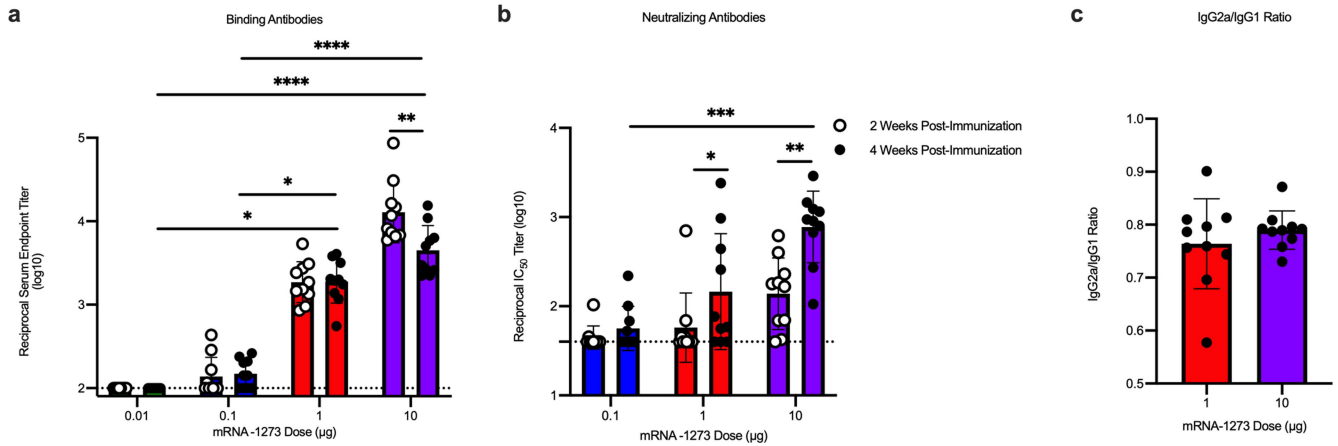 a
Binding Antibodies
****
****
**
*
*
5
4
3
2
Reciprocal Serum Endpoint Titer
(log10)
0.01
0.1
1
10
mRNA -1273 Dose (µg)
b
Neutralizing Antibodies
***
*
**
4
3
2
1
Reciprocal IC50 Titer (log10)
0.1
1
10
mRNA -1273 Dose (µg)
2 Weeks Post-Immunization
4 Weeks Post-Immunization
c
IgG2a/IgG1 Ratio
1.0
0.9
0.8
0.7
0.6
0.5
IgG2a/IgG1 Ratio
1
10
mRNA -1273 Dose (µg)